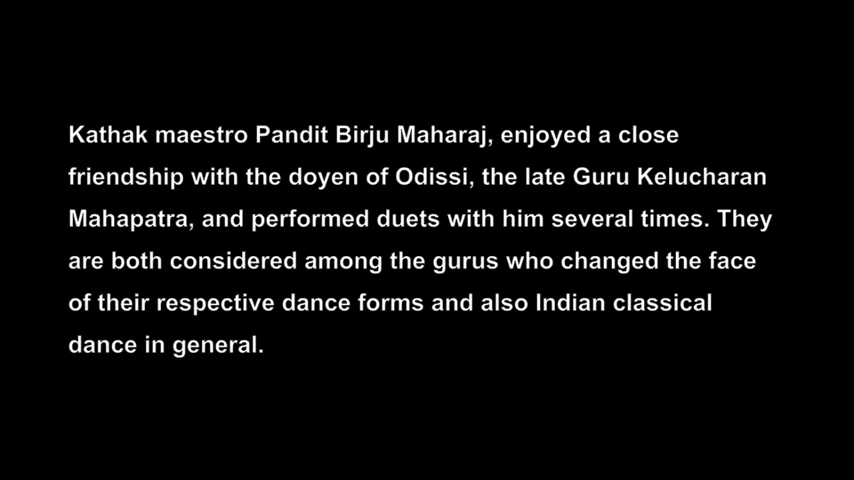 Kathak maestro Pandit Birju Maharaj, enjoyed a close
friendship with the doyen of Odissi, the late Guru Kelucharan
Mahapatra, and performed duets with him several times. They
are both considered among the gurus who changed the face
of their respective dance forms and also Indian classical
dance in general.